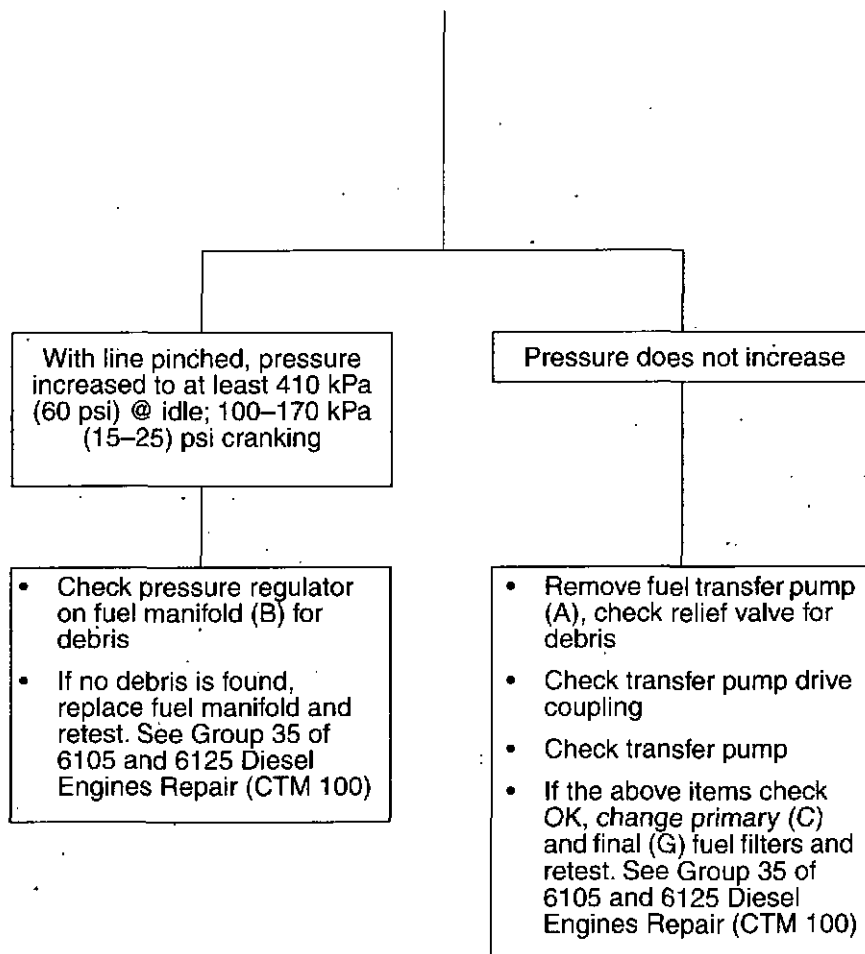 With line pinched, pressure
increased to at least 410 kPa
(60 psi) @ idle; 100–170 kPa
(15–25) psi cranking
Pressure does not increase
• Check pressure regulator
on fuel manifold (B) for
debris
• If no debris is found,
replace fuel manifold and
retest. See Group 35 of
6105 and 6125 Diesel
Engines Repair (CTM 100)
• Remove fuel transfer pump
(A), check relief valve for
debris
• Check transfer pump drive
coupling
• Check transfer pump
• If the above items check
OK, change primary (C)
and final (G) fuel filters and
retest. See Group 35 of
6105 and 6125 Diesel
Engines Repair (CTM 100)